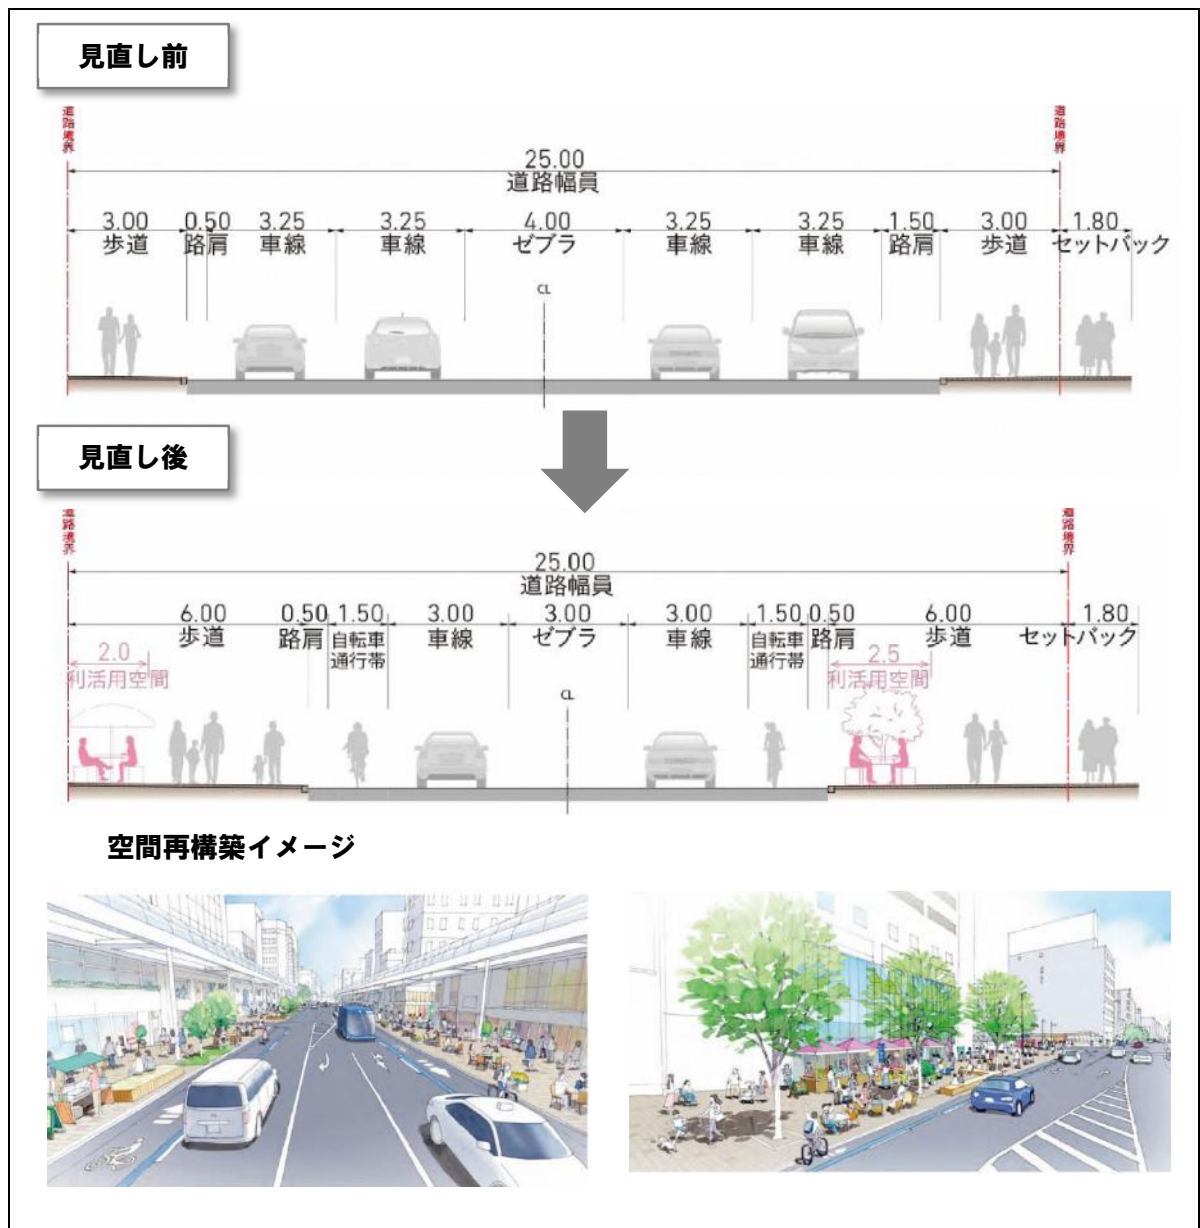 見直し前
道路境界
道路境界
25.00
道路幅員
3.00 0.50 3.25 3.25 4.00 3.25 3.25 1.50 3.00 1.80
歩道 路肩 車線 車線 ゼブラ 車線 車線 路肩 歩道 セットバック
CL
見直し後
道路境界
道路境界
25.00
道路幅員
6.00 0.50 1.50 3.00 3.00 3.00 1.50 0.50 6.00 1.80
歩道 路肩 自転車 車線 ゼブラ 車線 自転車 路肩 歩道 セットバック
通行帯 通行帯
2.0 2.5
利活用空間 利活用空間
CL
空間再構築イメージ